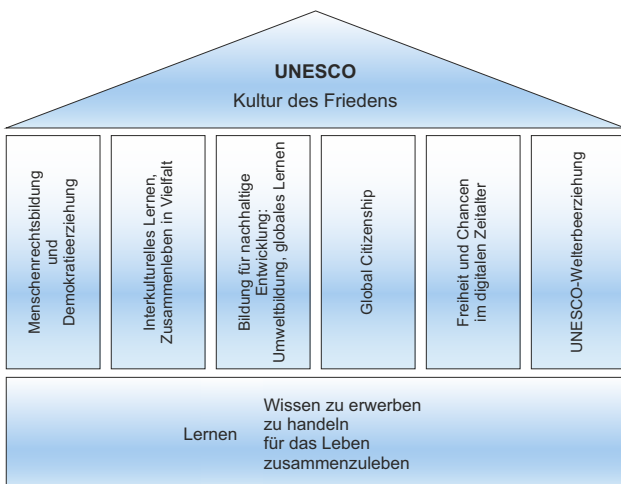 UNESCO
Kultur des Friedens
Menschenrechtsbildung
und
Demokratieerziehung
Interkulturelles Lernen,
Zusammenleben in Vielfalt
Bildung für nachhaltige
Entwicklung:
Umweltbildung, globales Lernen
Global Citizenship
Freiheit und Chancen
im digitalen Zeitalter
UNESCO-Welterbeerziehung
Lernen
Wissen zu erwerben
zu handeln
für das Leben
zusammenzuleben